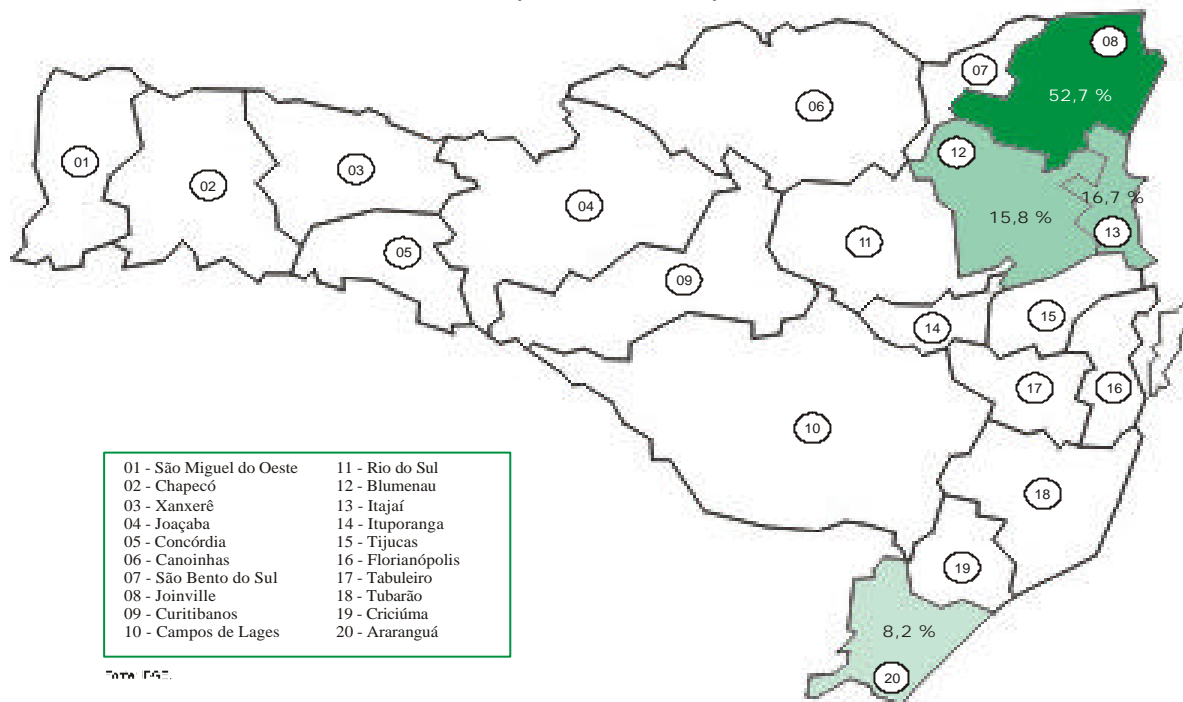 08
07
52,7 %
06
12
01
03
02
16,7 %
04
15,8 %
13
11
05
09
15
14
17
16
10
01 - São Miguel do Oeste
02 - Chapecó
03 - Xanxerê
04 - Joaçaba
05 - Concórdia
06 - Canoinhas
07 - São Bento do Sul
08 - Joinville
09 - Curitibanos
10 - Campos de Lages
11 - Rio do Sul
12 - Blumenau
13 - Itajaí
14 - Ituporanga
15 - Tijucas
16 - Florianópolis
17 - Tabuleiro
18 - Tubarão
19 - Criciúma
20 - Araranguá
18
19
8,2 %
20